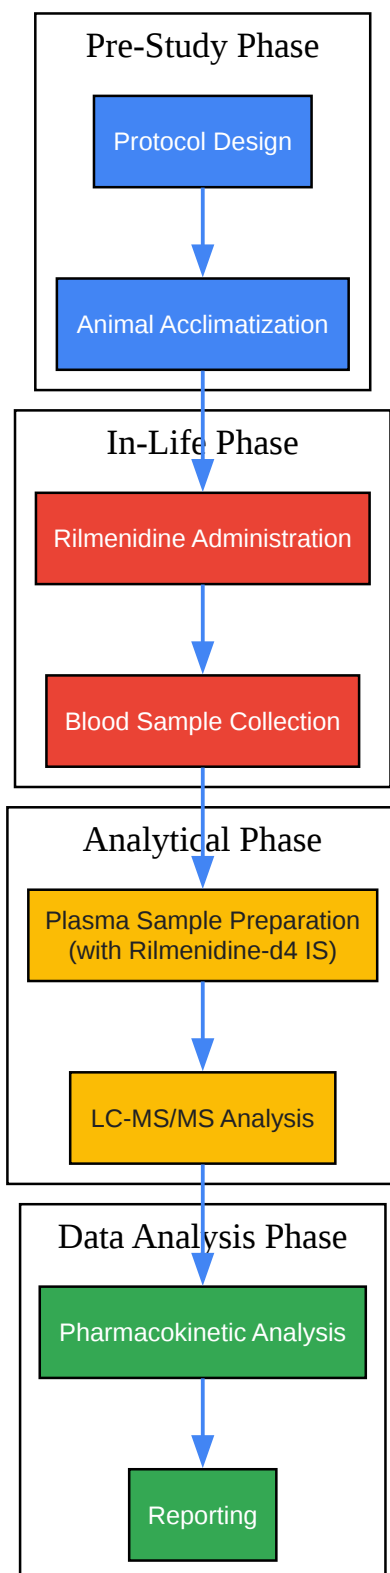 Pre-Study Phase
Protocol Design
Animal Acclimatization
In-Life Phase
Rilmenidine Administration
Blood Sample Collection
Analytical Phase
Plasma Sample Preparation
(with Rilmenidine-d4 IS)
LC-MS/MS Analysis
Data Analysis Phase
Pharmacokinetic Analysis
Reporting